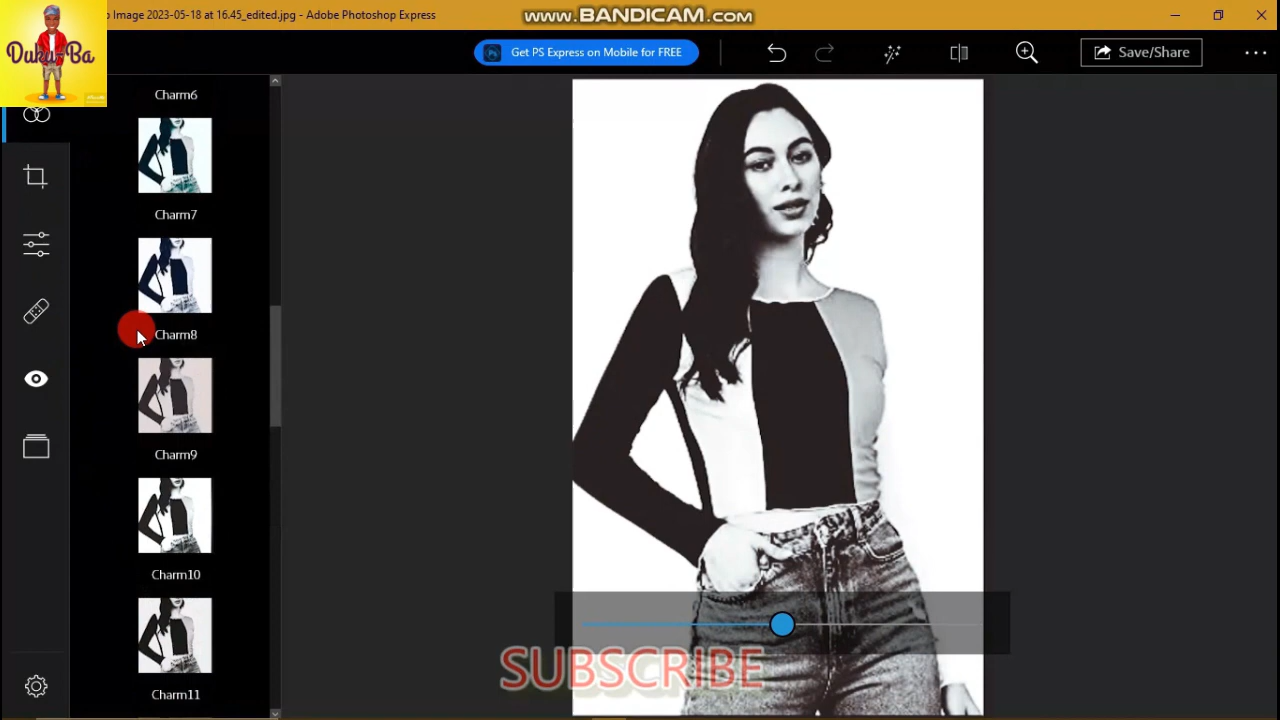 Image 2023-05-18 at 16.45_edited.jpg - Adobe Photoshop Express
www.BANDICAM.com
Duku-Ba
Get PS Express on Mobile for FREE
Save/Share
Charm6
Charm7
Charm8
Charm9
Charm10
Charm11
SUBSCRIBE